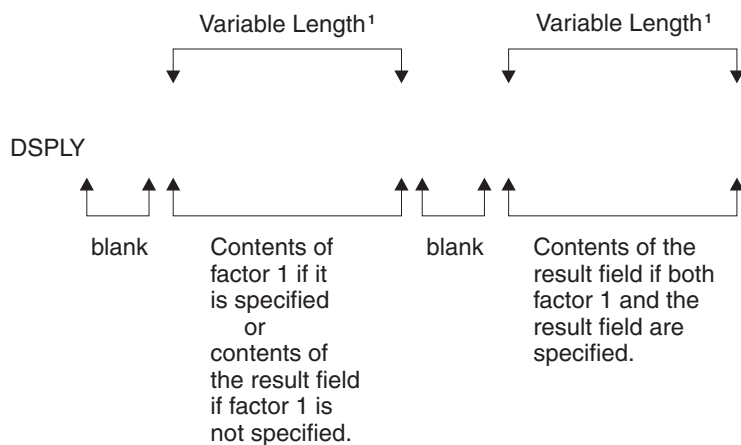 Variable Length¹ Variable Length¹
DSPLY
blank
Contents of
factor 1 if it
is specified
or
contents of
the result field
if factor 1 is
not specified.
blank
Contents of the
result field if both
factor 1 and the
result field are
specified.